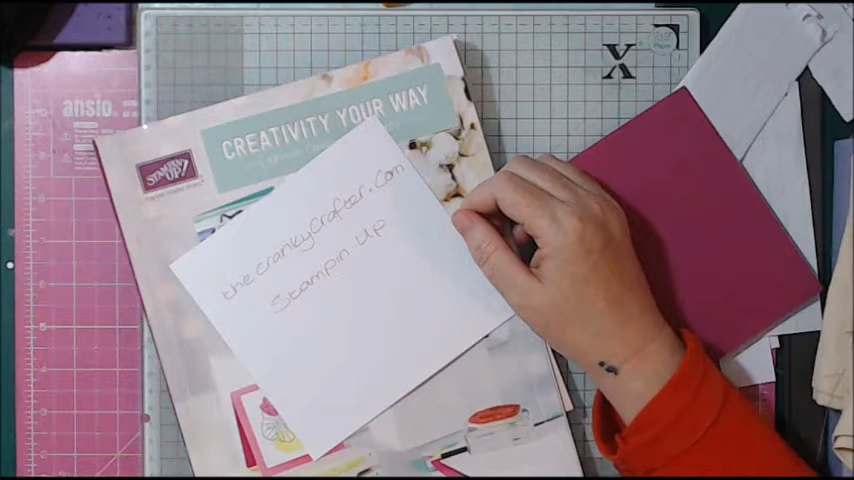 ansio
CREATIVITY YOUR WAY
STAMPIN' UP!
thecrankyCrafter.Com
Stampin Up